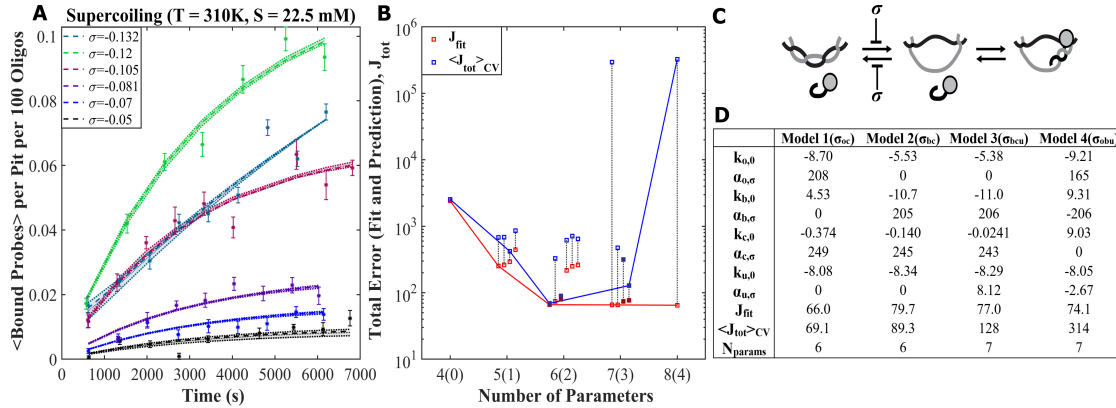 A
Supercoiling (T = 310K, S = 22.5 mM)
<Bound Probes> per Pit per 100 Oligos
0.1
0.08
0.06
0.04
0.02
0
σ=-0.132
σ=-0.12
σ=-0.105
σ=-0.081
σ=-0.07
σ=-0.05
0 1000 2000 3000 4000 5000 6000 7000
Time (s)
B
Total Error (Fit and Prediction), J_tot
10^6
10^5
10^4
10^3
10^2
10^1
J_fit
<J_tot>_CV
4(0) 5(1) 6(2) 7(3) 8(4)
Number of Parameters
C
σ
σ
D
Model 1(σ_oc) Model 2(σ_bc) Model 3(σ_bcu) Model 4(σ_obu)
k_o,0 -8.70 -5.53 -5.38 -9.21
α_o,σ 208 0 0 165
k_b,0 4.53 -10.7 -11.0 9.31
α_b,σ 0 205 206 -206
k_c,0 -0.374 -0.140 -0.0241 9.03
α_c,σ 249 245 243 0
k_u,0 -8.08 -8.34 -8.29 -8.05
α_u,σ 0 0 8.12 -2.67
J_fit 66.0 79.7 77.0 74.1
<J_tot>_CV 69.1 89.3 128 314
N_params 6 6 7 7